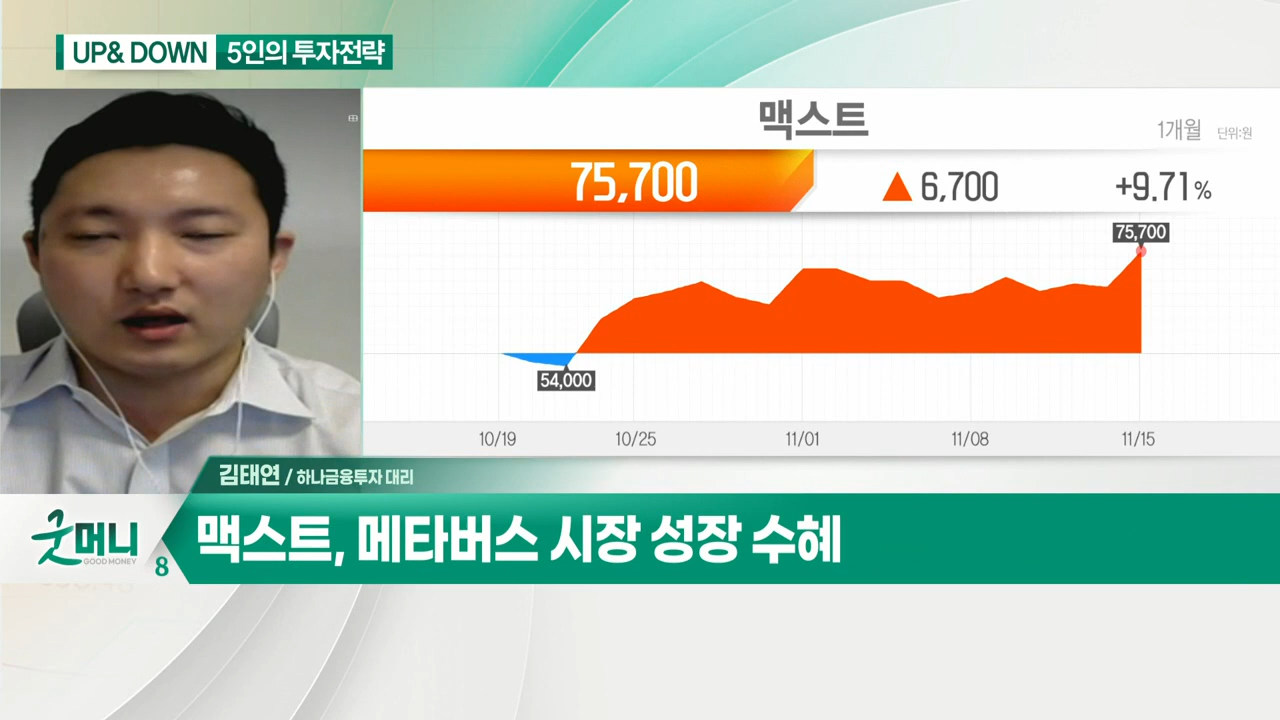 UP& DOWN 5인의 투자전략
맥스트
1개월 단위:원
75,700 ▲ 6,700 +9.71%
75,700
54,000
10/19 10/25 11/01 11/08 11/15
김태연 / 하나금융투자 대리
굿머니
GOOD MONEY
8
맥스트, 메타버스 시장 성장 수혜